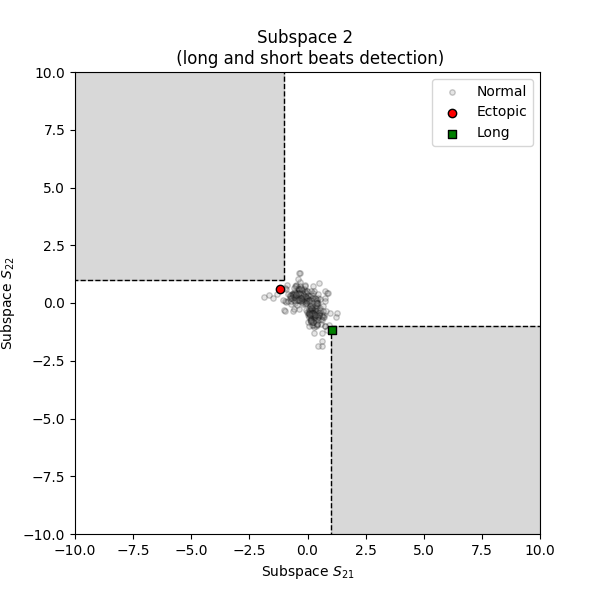 Subspace 2
(long and short beats detection)
Normal
Ectopic
Long
10.0
7.5
5.0
2.5
0.0
−2.5
−5.0
−7.5
−10.0
Subspace S₂₂
−10.0 −7.5 −5.0 −2.5 0.0 2.5 5.0 7.5 10.0
Subspace S₂₁